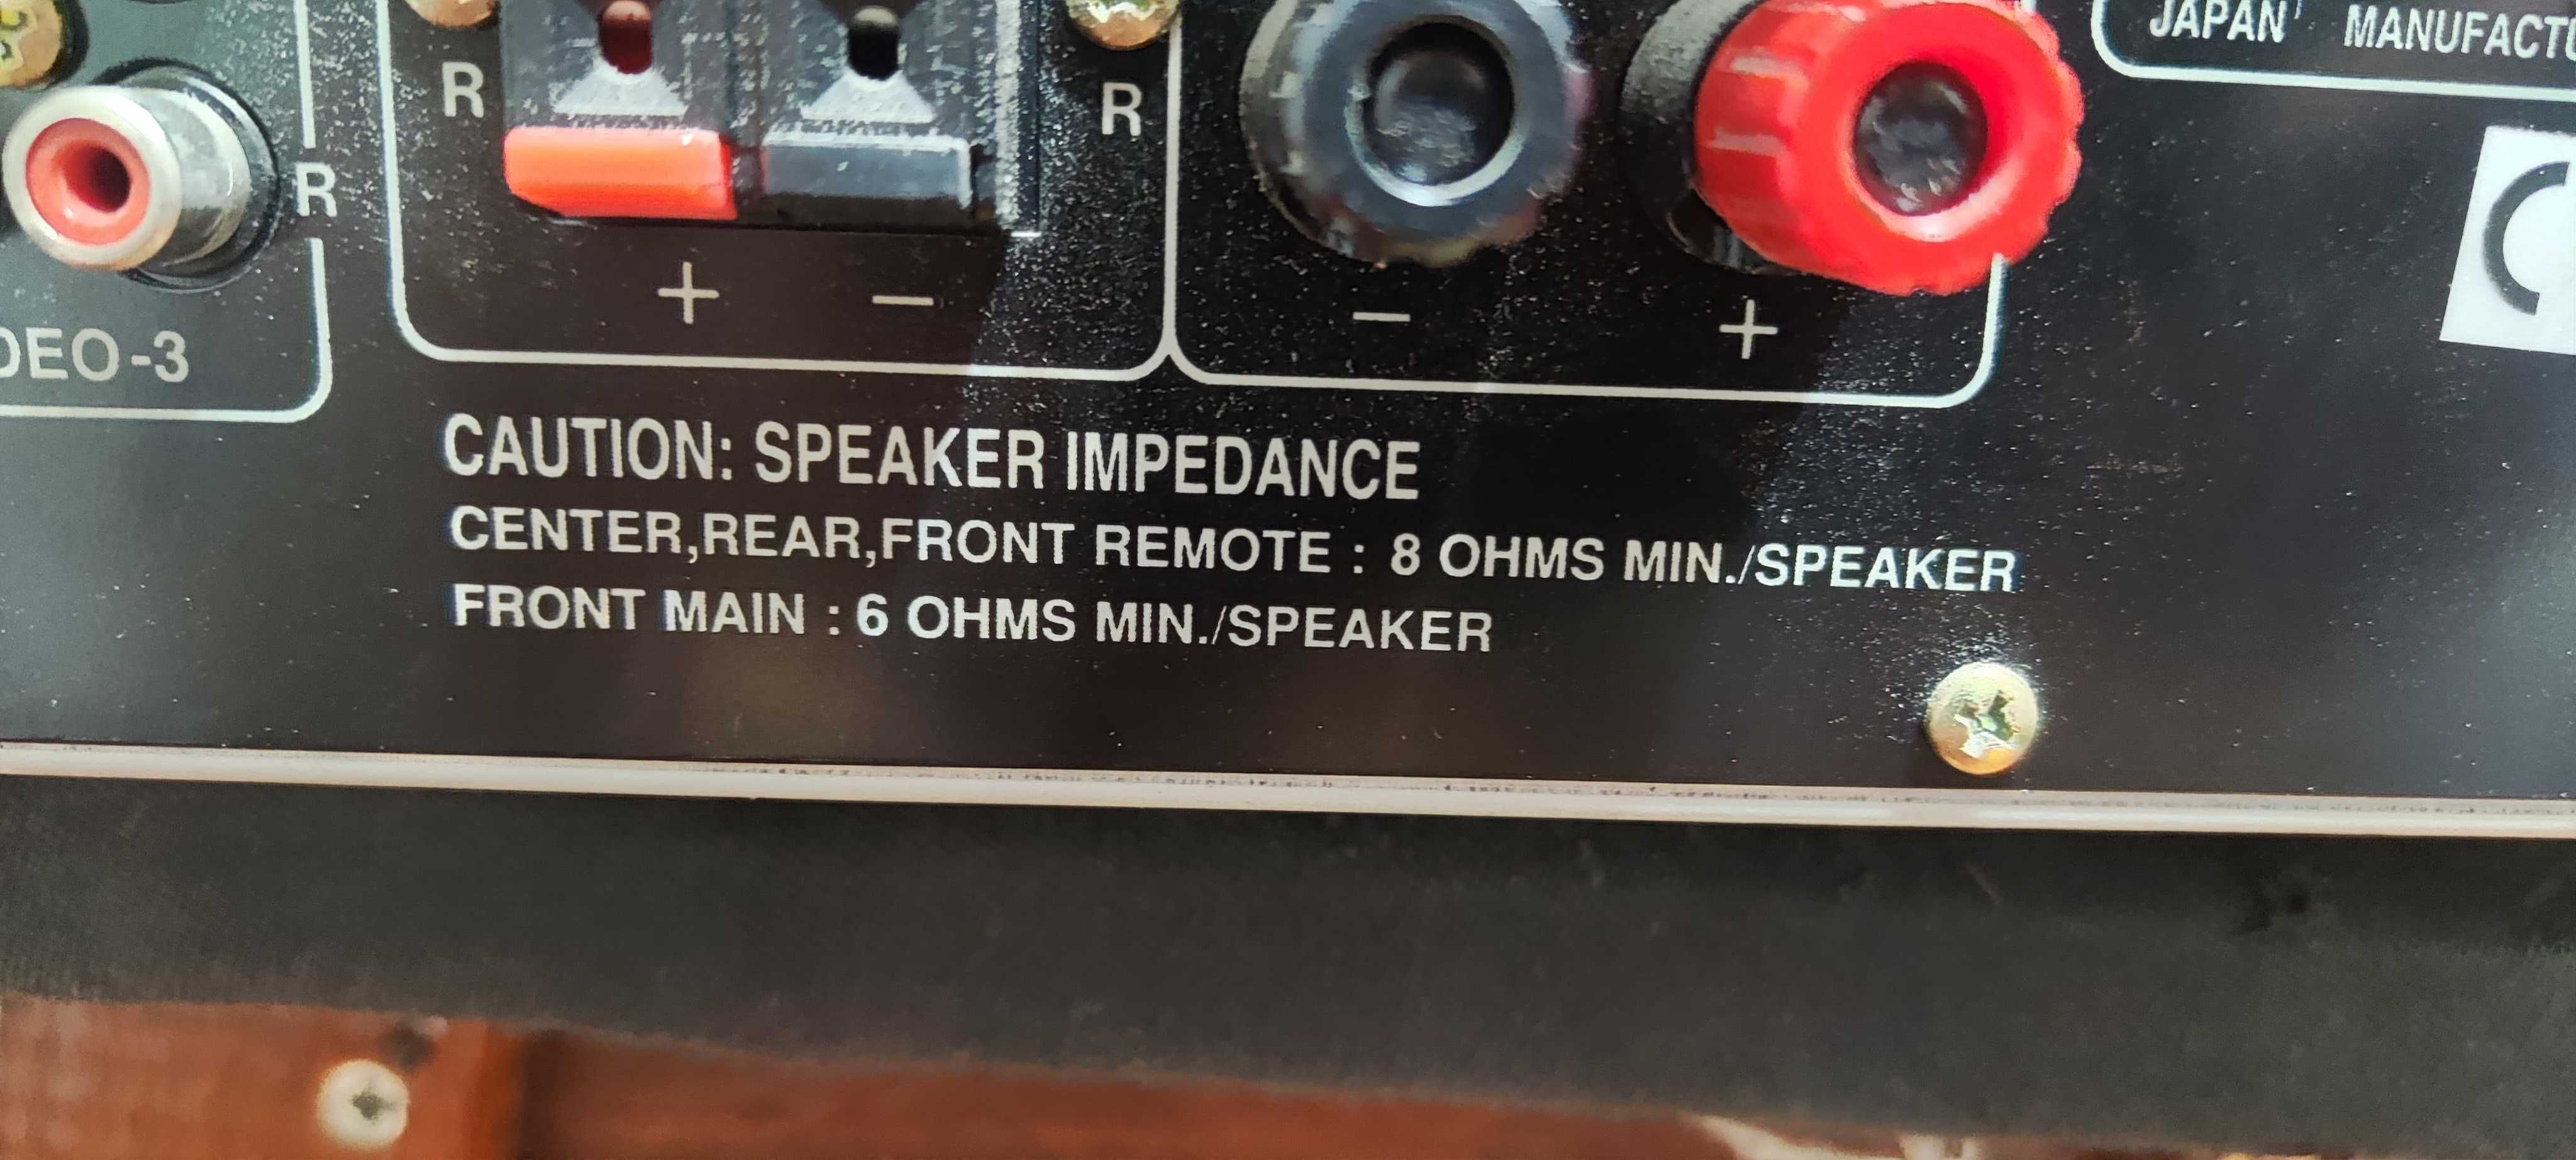 JAPAN MANUFACTU
R
R
R
+ −
− +
DEO-3
CAUTION: SPEAKER IMPEDANCE
CENTER,REAR,FRONT REMOTE : 8 OHMS MIN./SPEAKER
FRONT MAIN : 6 OHMS MIN./SPEAKER